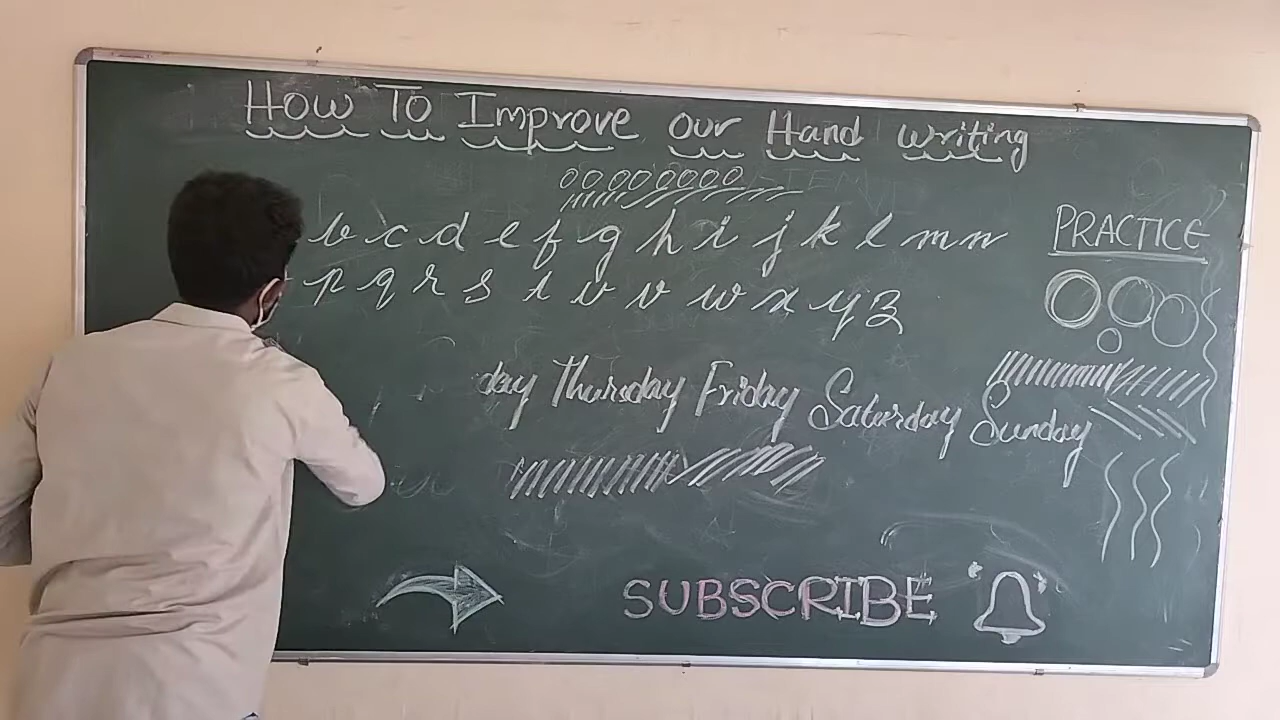 How To Improve our Hand writing
b c d e f g h i j k l m n
PRACTICE
p q r s t u v w x y z
day Thursday Friday Saturday Sunday
SUBSCRIBE